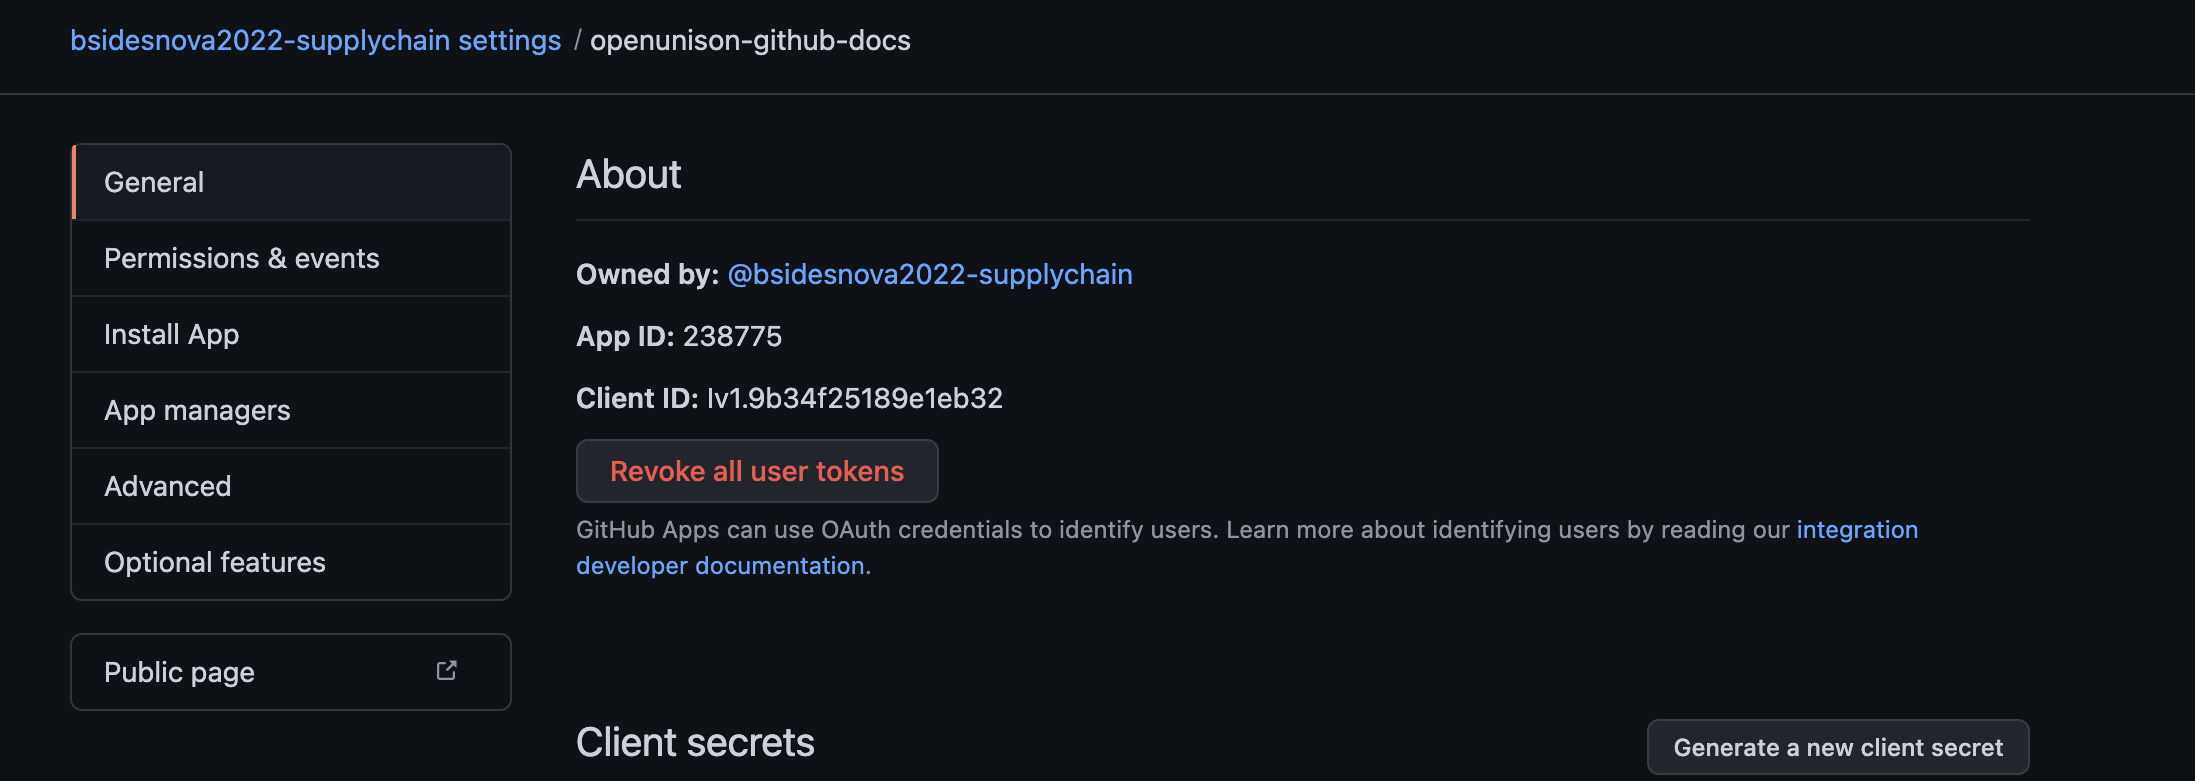 bsidesnova2022-supplychain settings / openunison-github-docs
General
Permissions & events
Install App
App managers
Advanced
Optional features
Public page
About
Owned by: @bsidesnova2022-supplychain
App ID: 238775
Client ID: Iv1.9b34f25189e1eb32
Revoke all user tokens
GitHub Apps can use OAuth credentials to identify users. Learn more about identifying users by reading our integration
developer documentation.
Client secrets
Generate a new client secret